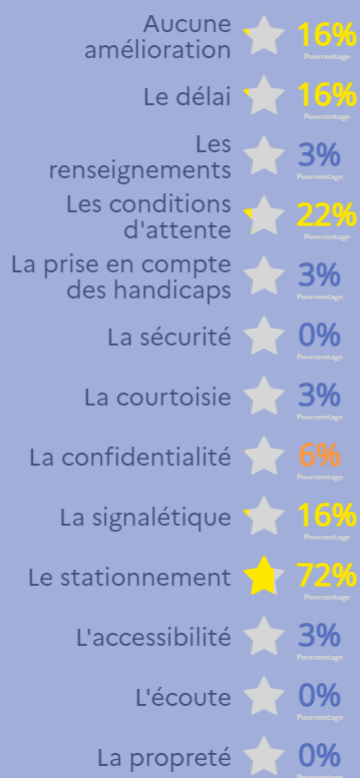 Aucune
amélioration
16%
Pourcentage
Le délai
16%
Pourcentage
Les
renseignements
3%
Pourcentage
Les conditions
d'attente
22%
Pourcentage
La prise en compte
des handicaps
3%
Pourcentage
La sécurité
0%
Pourcentage
La courtoisie
3%
Pourcentage
La confidentialité
6%
Pourcentage
La signalétique
16%
Pourcentage
Le stationnement
72%
Pourcentage
L'accessibilité
3%
Pourcentage
L'écoute
0%
Pourcentage
La propreté
0%
Pourcentage